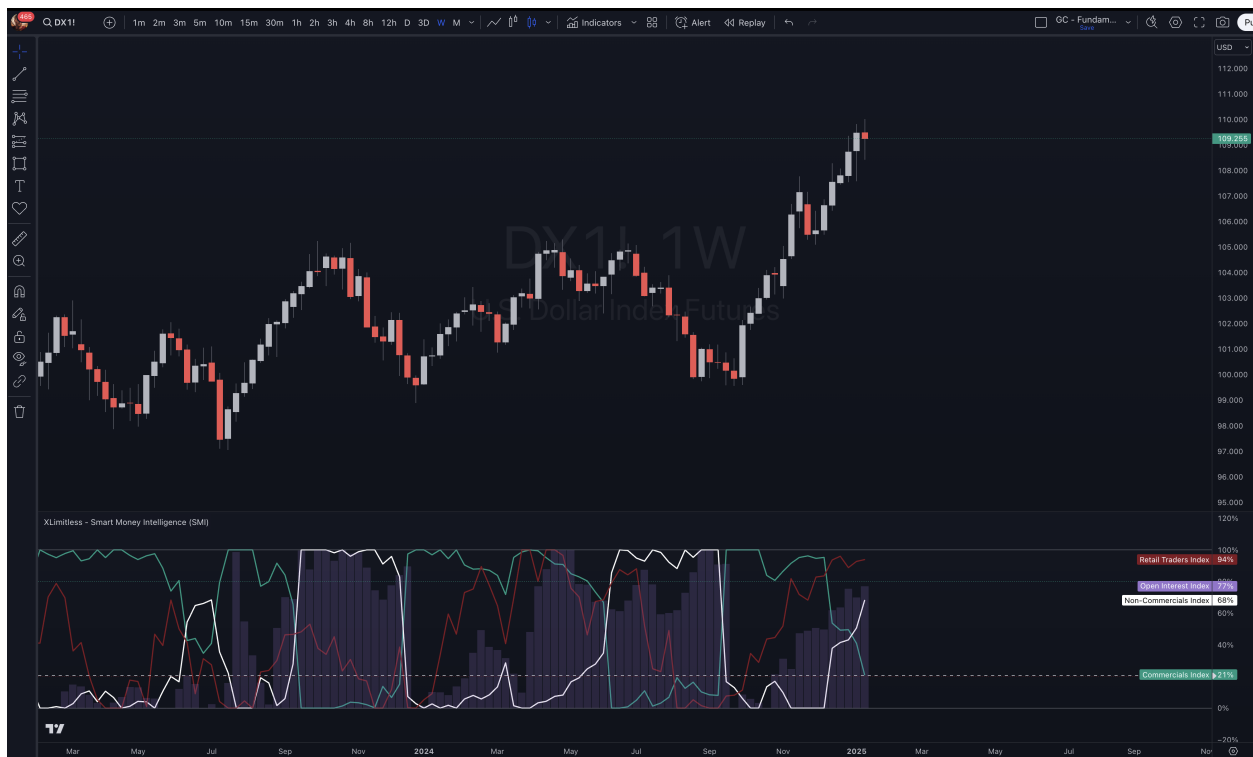 465
DX1!
1m 2m 3m 5m 10m 15m 30m 1h 2h 3h 4h 8h 12h D 3D W M
Indicators
Alert
Replay
GC - Fundam...
Save
Pu
USD
112.000
111.000
110.000
109.255
109.000
108.000
107.000
106.000
105.000
104.000
103.000
102.000
101.000
100.000
99.000
98.000
97.000
96.000
95.000
DX1! 1W
U.S. Dollar Index Futures
XLimitless - Smart Money Intelligence (SMI)
120%
100%
Retail Traders Index 94%
80%
Open Interest Index 77%
Non-Commercials Index 68%
60%
40%
Commercials Index 21%
0%
−20%
Mar May Jul Sep Nov 2024 Mar May Jul Sep Nov 2025 Mar May Jul Sep Nov